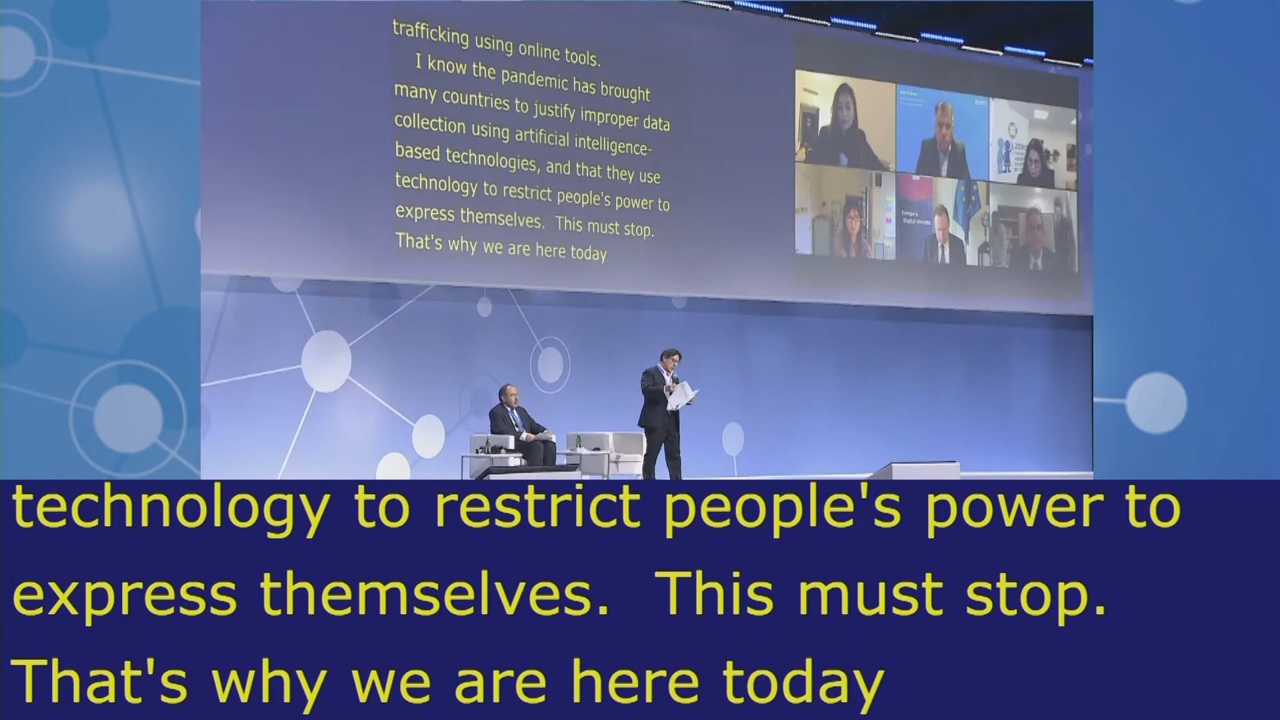 trafficking using online tools.
I know the pandemic has brought
many countries to justify improper data
collection using artificial intelligence-
based technologies, and that they use
technology to restrict people's power to
express themselves.  This must stop.
That's why we are here today
Europe's
Digital Decade
technology to restrict people's power to
express themselves.  This must stop.
That's why we are here today